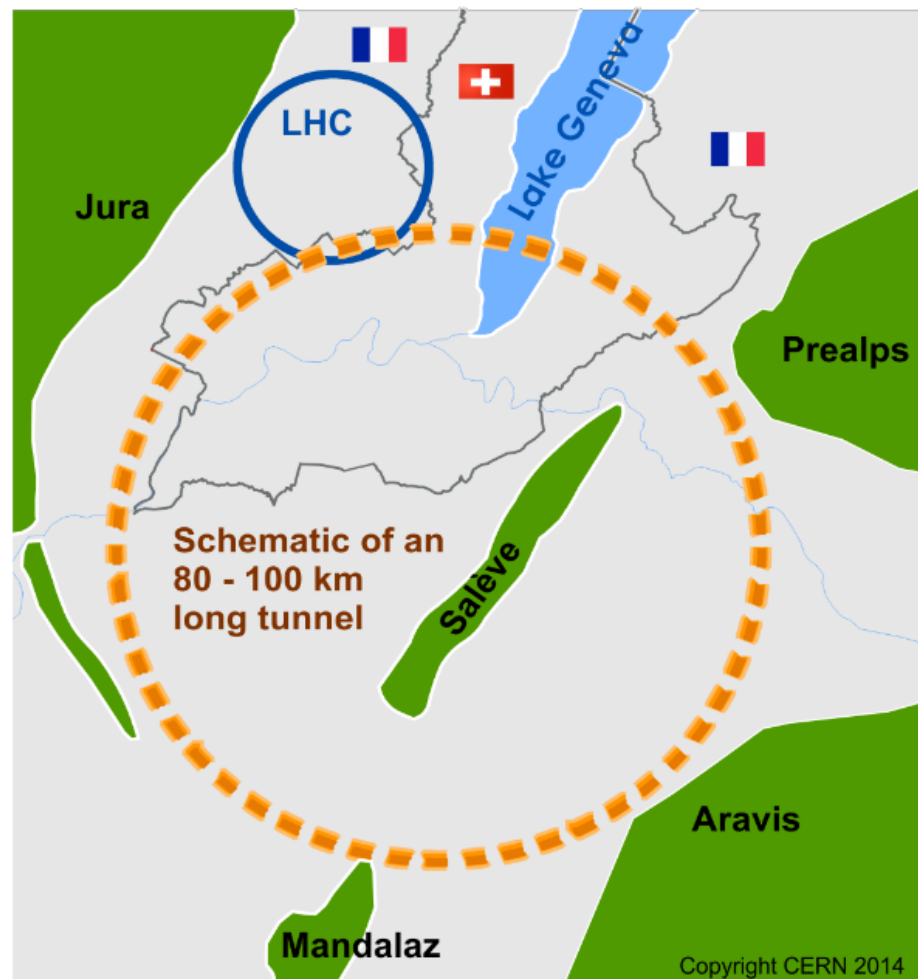 LHC
Lake Geneva
Jura
Prealps
Schematic of an
80 - 100 km
long tunnel
Salève
Aravis
Mandalaz
Copyright CERN 2014